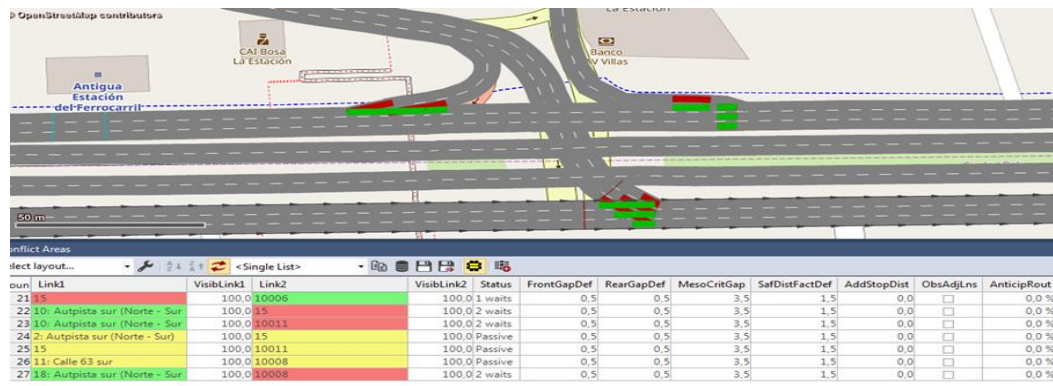 © OpenStreetMap contributors
La Estación
CAI Bosa
La Estación
Banco
AV Villas
Antigua
Estación
del Ferrocarril
50 m
onflict Areas
elect layout... <Single List>
oun Link1 VisibLink1 Link2 VisibLink2 Status FrontGapDef RearGapDef MesoCritGap SafDistFactDef AddStopDist ObsAdjLns AnticipRout
21 15 100,0 10006 100,0 1 waits 0,5 0,5 3,5 1,5 0,0 0,0 %
22 10: Autpista sur (Norte - Sur 100,0 15 100,0 2 waits 0,5 0,5 3,5 1,5 0,0 0,0 %
23 10: Autpista sur (Norte - Sur 100,0 10011 100,0 2 waits 0,5 0,5 3,5 1,5 0,0 0,0 %
24 2: Autpista sur (Norte - Sur) 100,0 15 100,0 Passive 0,5 0,5 3,5 1,5 0,0 0,0 %
25 15 100,0 10011 100,0 Passive 0,5 0,5 3,5 1,5 0,0 0,0 %
26 11: Calle 63 sur 100,0 10008 100,0 Passive 0,5 0,5 3,5 1,5 0,0 0,0 %
27 18: Autpista sur (Norte - Sur 100,0 10008 100,0 2 waits 0,5 0,5 3,5 1,5 0,0 0,0 %